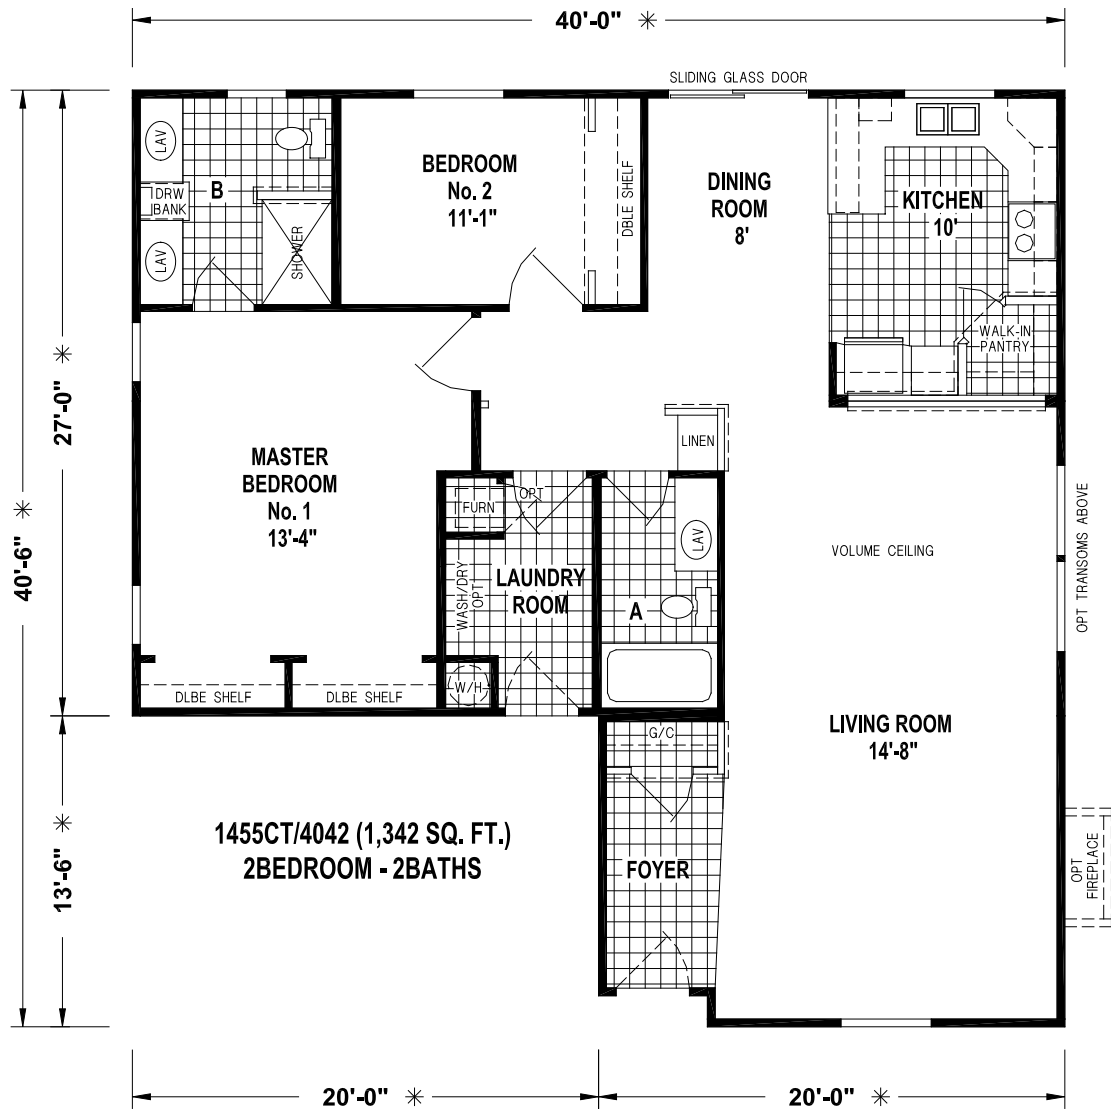 40'-0" ✳
SLIDING GLASS DOOR
LAV
B
DRW
BANK
LAV
SHOWER
BEDROOM
No. 2
11'-1"
DBLE SHELF
DINING
ROOM
8'
KITCHEN
10'
WALK-IN
PANTRY
27'-0" ✳
40'-6" ✳
13'-6" ✳
MASTER
BEDROOM
No. 1
13'-4"
LINEN
OPT
FURN
WASH/DRY
OPT
LAUNDRY
ROOM
LAV
A
W/H
DLBE SHELF
DLBE SHELF
VOLUME CEILING
OPT TRANSOMS ABOVE
LIVING ROOM
14'-8"
G/C
FOYER
OPT
FIREPLACE
1455CT/4042 (1,342 SQ. FT.)
2BEDROOM - 2BATHS
20'-0" ✳
20'-0" ✳